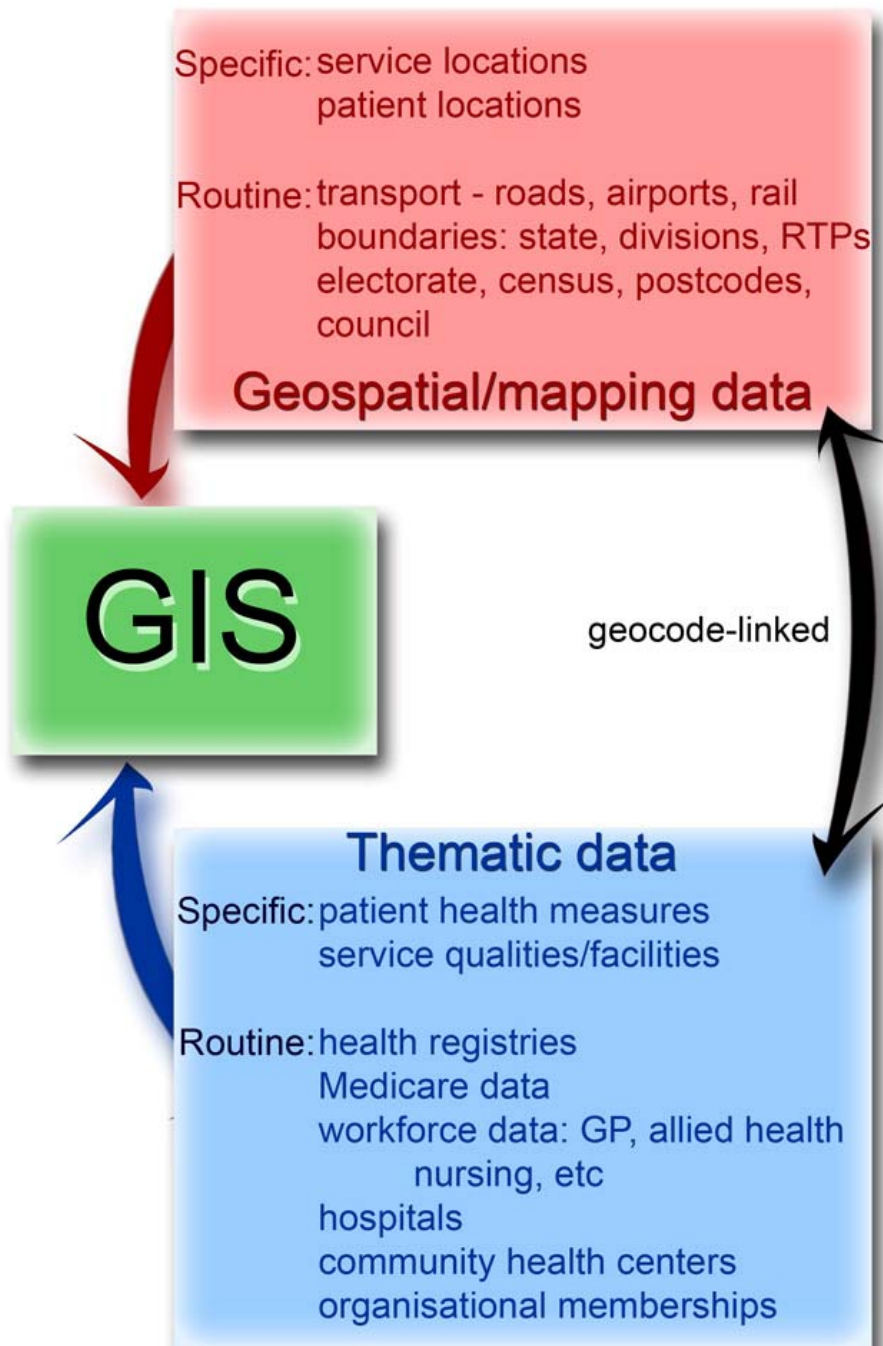 Specific: service locations
patient locations
Routine: transport - roads, airports, rail
boundaries: state, divisions, RTPs
electorate, census, postcodes,
council
Geospatial/mapping data
GIS
geocode-linked
Thematic data
Specific: patient health measures
service qualities/facilities
Routine: health registries
Medicare data
workforce data: GP, allied health
nursing, etc
hospitals
community health centers
organisational memberships